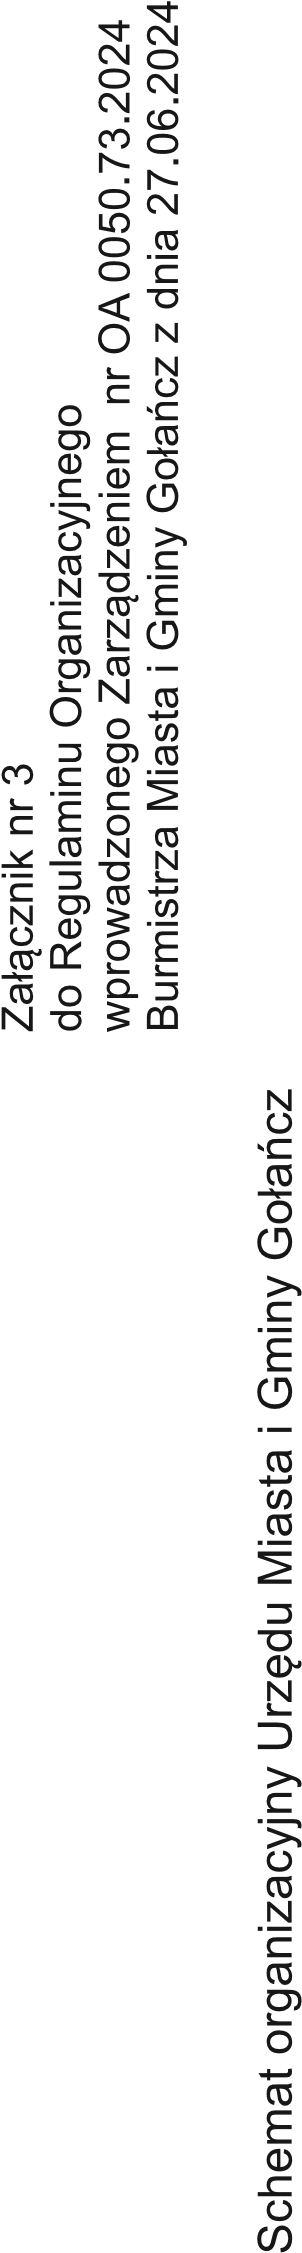 Załącznik nr 3
do Regulaminu Organizacyjnego
wprowadzonego Zarządzeniem  nr OA 0050.73.2024
Burmistrza Miasta i Gminy Gołańcz z dnia 27.06.2024
Schemat organizacyjny Urzędu Miasta i Gminy Gołańcz